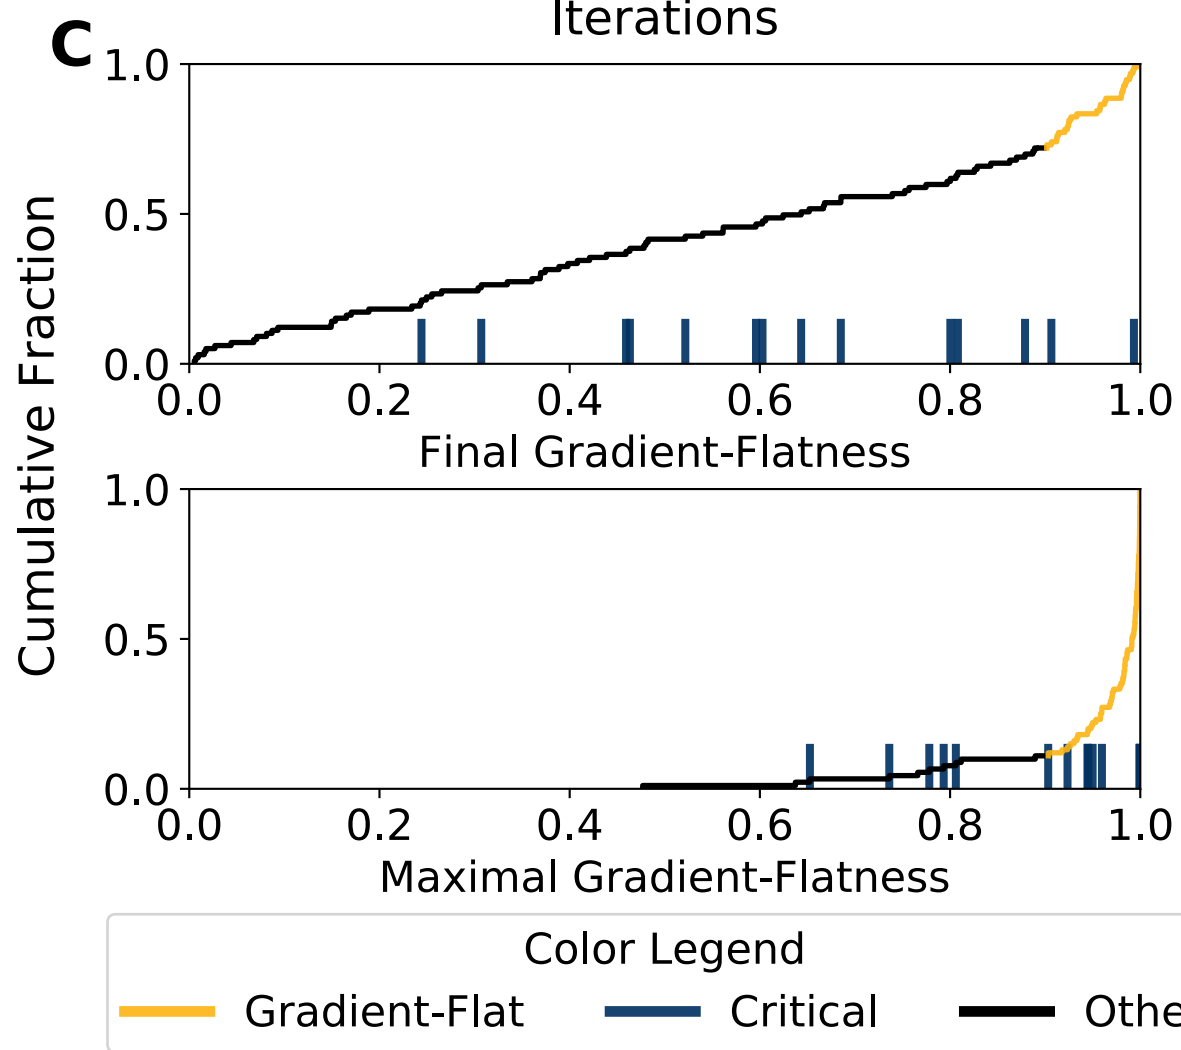 Iterations
C
1.0
0.5
0.0
0.0 0.2 0.4 0.6 0.8 1.0
Final Gradient-Flatness
Cumulative Fraction
1.0
0.5
0.0
0.0 0.2 0.4 0.6 0.8 1.0
Maximal Gradient-Flatness
Color Legend
Gradient-Flat Critical Othe